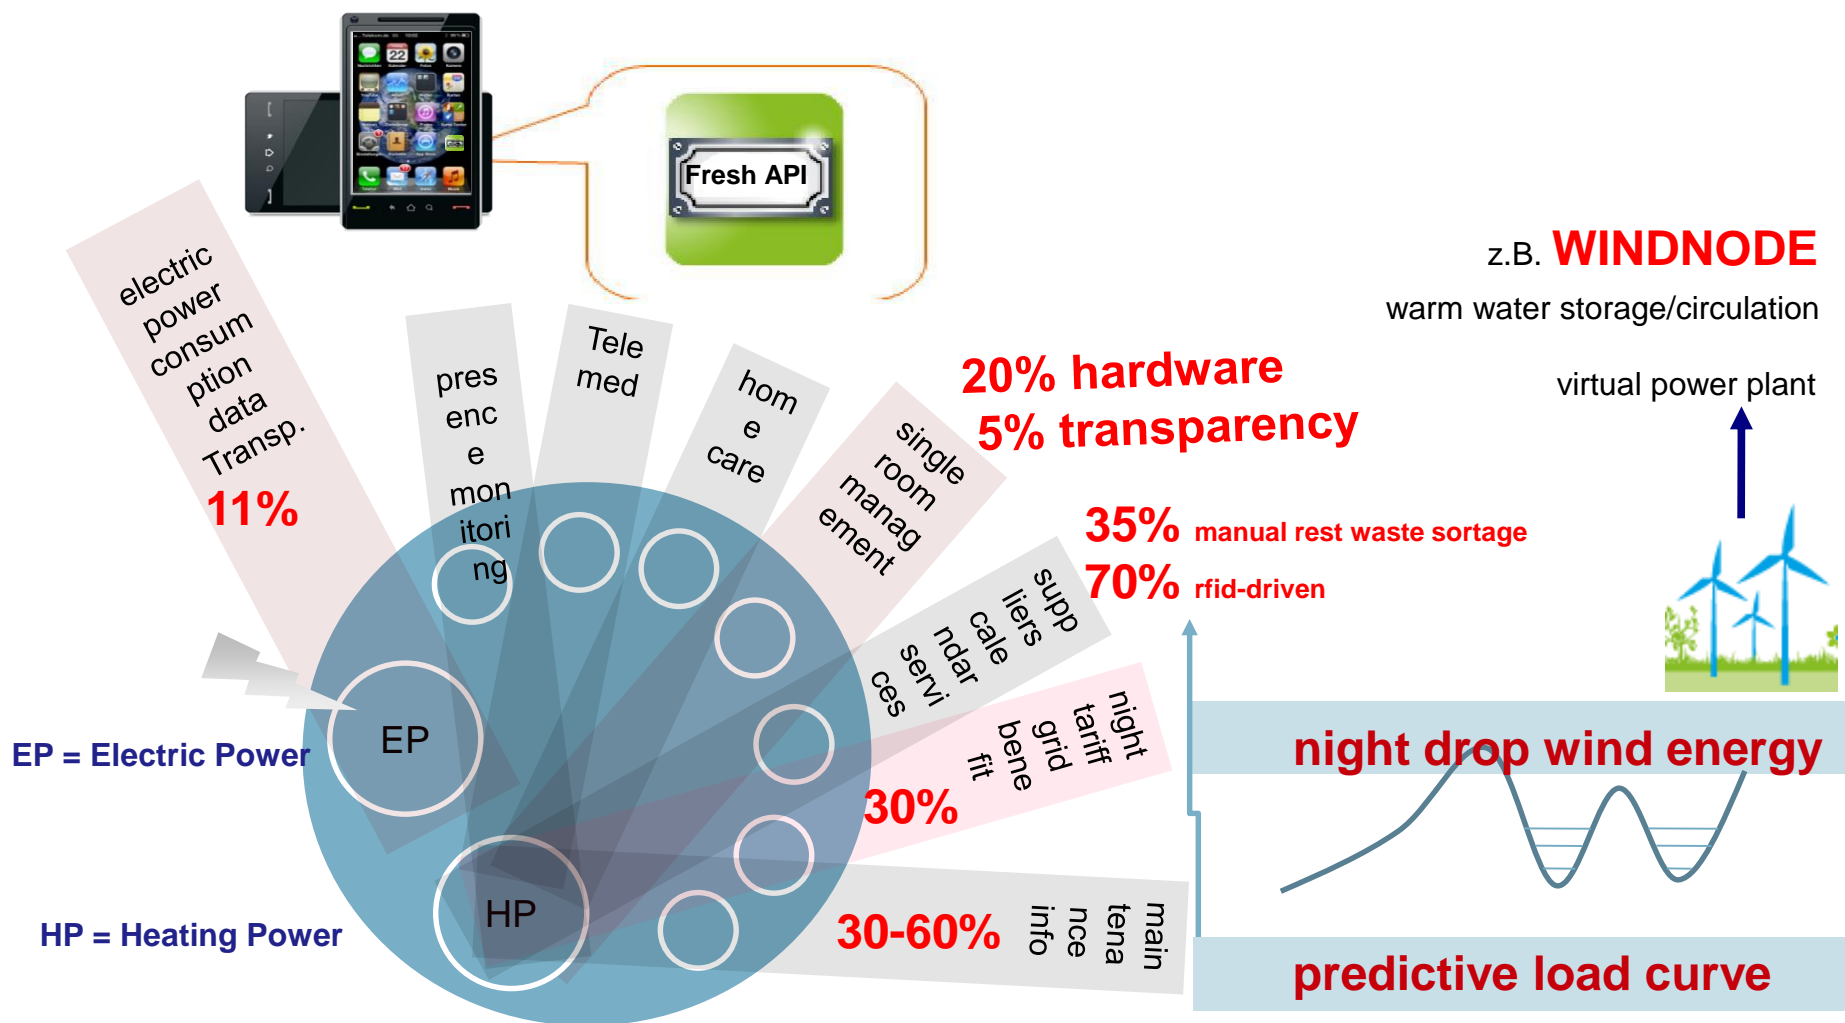 Fresh API
z.B. WINDNODE
warm water storage/circulation
virtual power plant
electric
power
consum
ption
data
Transp.
11%
pres
enc
e
mon
itori
ng
Tele
med
hom
e
care
single
room
manag
ement
20% hardware
5% transparency
35% manual rest waste sortage
70% rfid-driven
supp
liers
cale
ndar
servi
ces
night
tariff
grid
bene
fit
30%
main
tena
nce
info
30-60%
EP
EP = Electric Power
HP
HP = Heating Power
night drop wind energy
predictive load curve